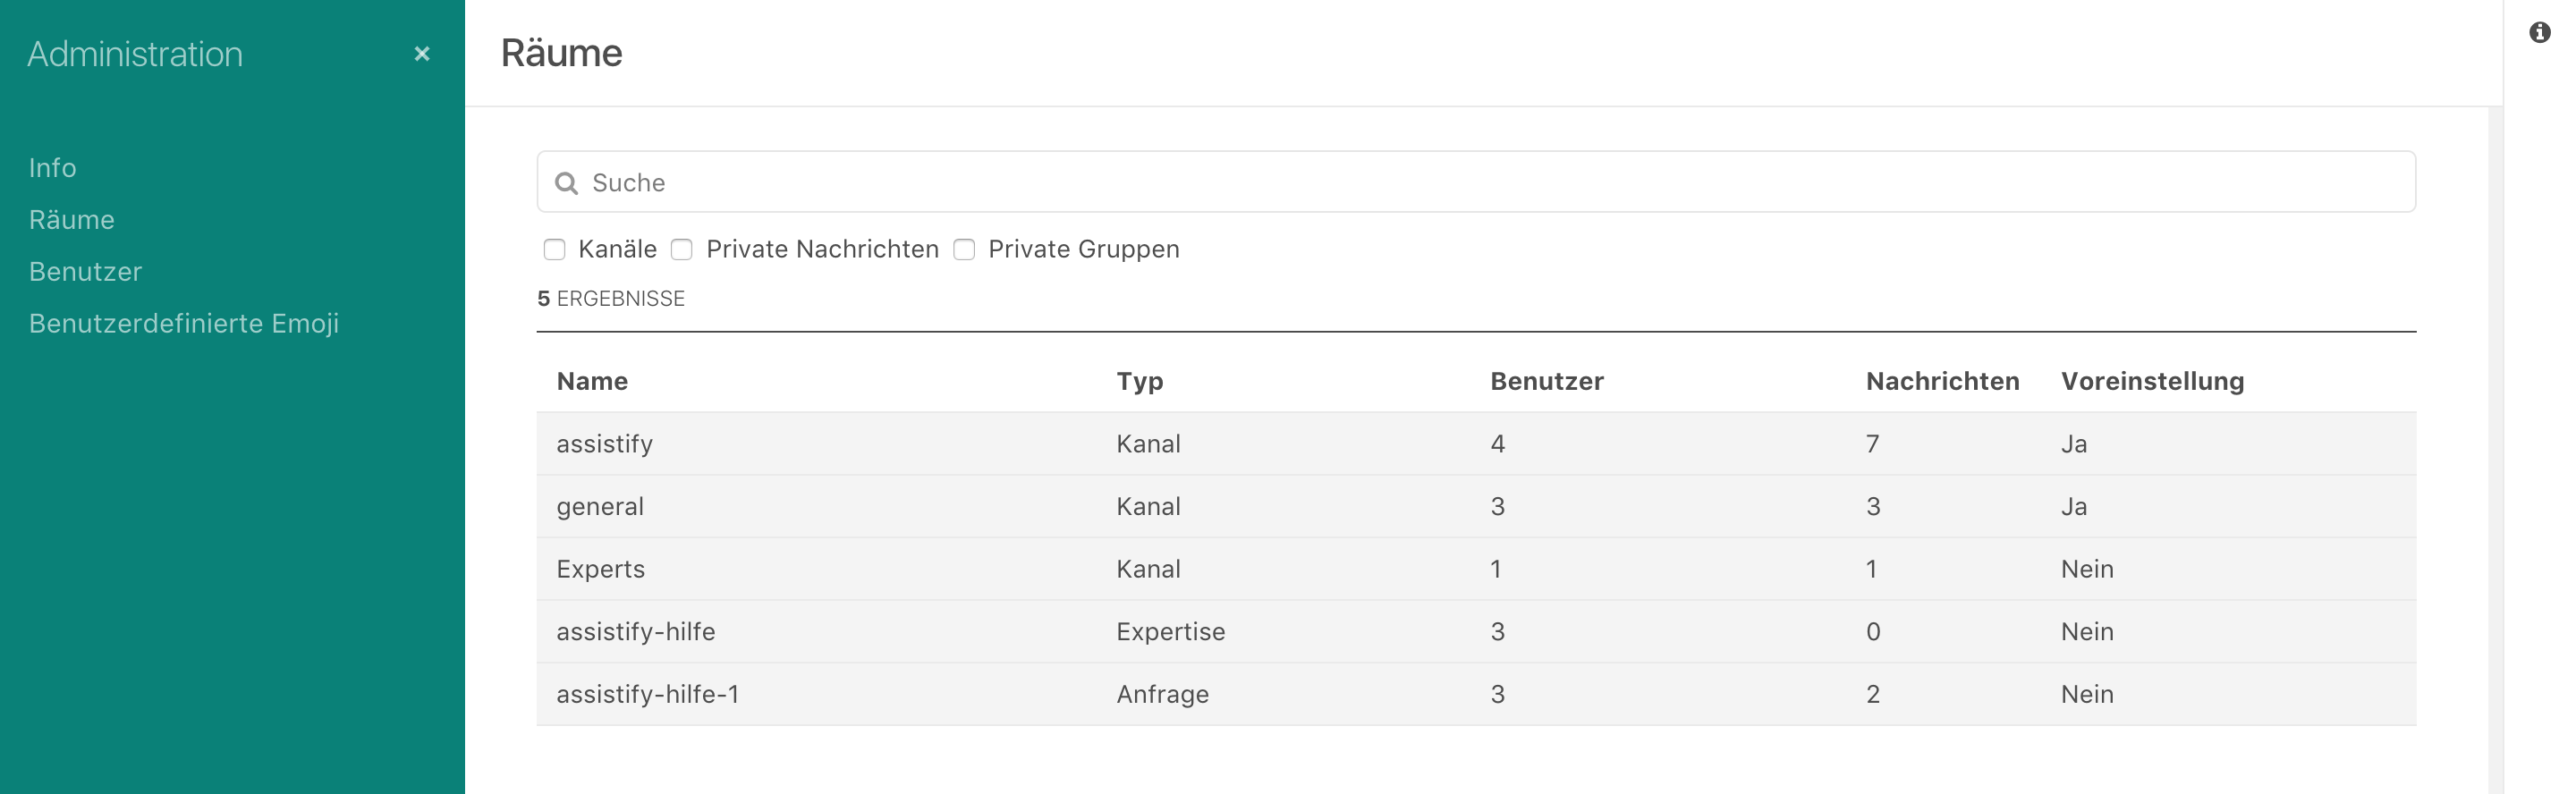 Administration ×
Räume
Info
Räume
Benutzer
Benutzerdefinierte Emoji
Suche
Kanäle Private Nachrichten Private Gruppen
5 ERGEBNISSE
Name Typ Benutzer Nachrichten Voreinstellung
assistify Kanal 4 7 Ja
general Kanal 3 3 Ja
Experts Kanal 1 1 Nein
assistify-hilfe Expertise 3 0 Nein
assistify-hilfe-1 Anfrage 3 2 Nein